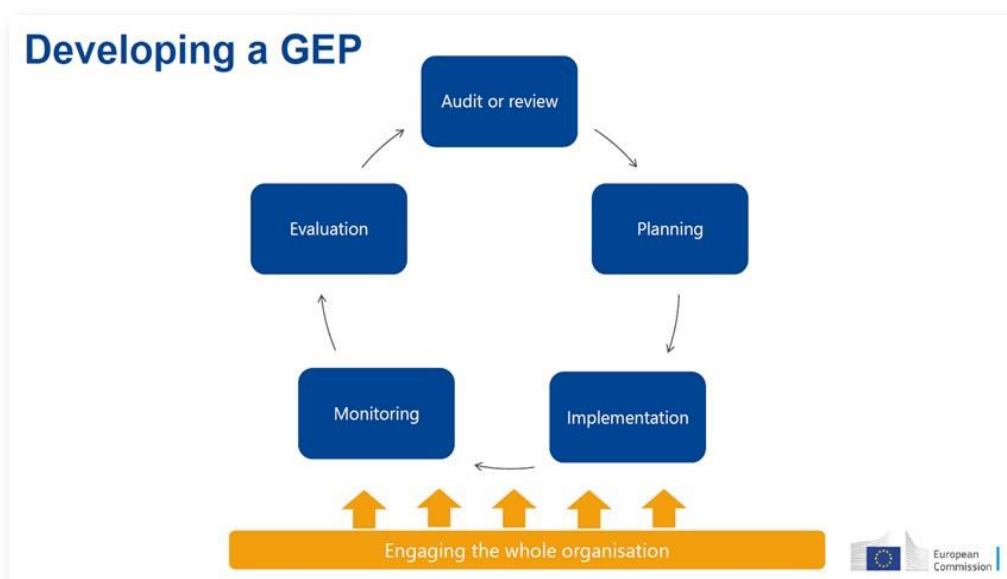 Developing a GEP
Audit or review
Planning
Implementation
Monitoring
Evaluation
Engaging the whole organisation
European
Commission